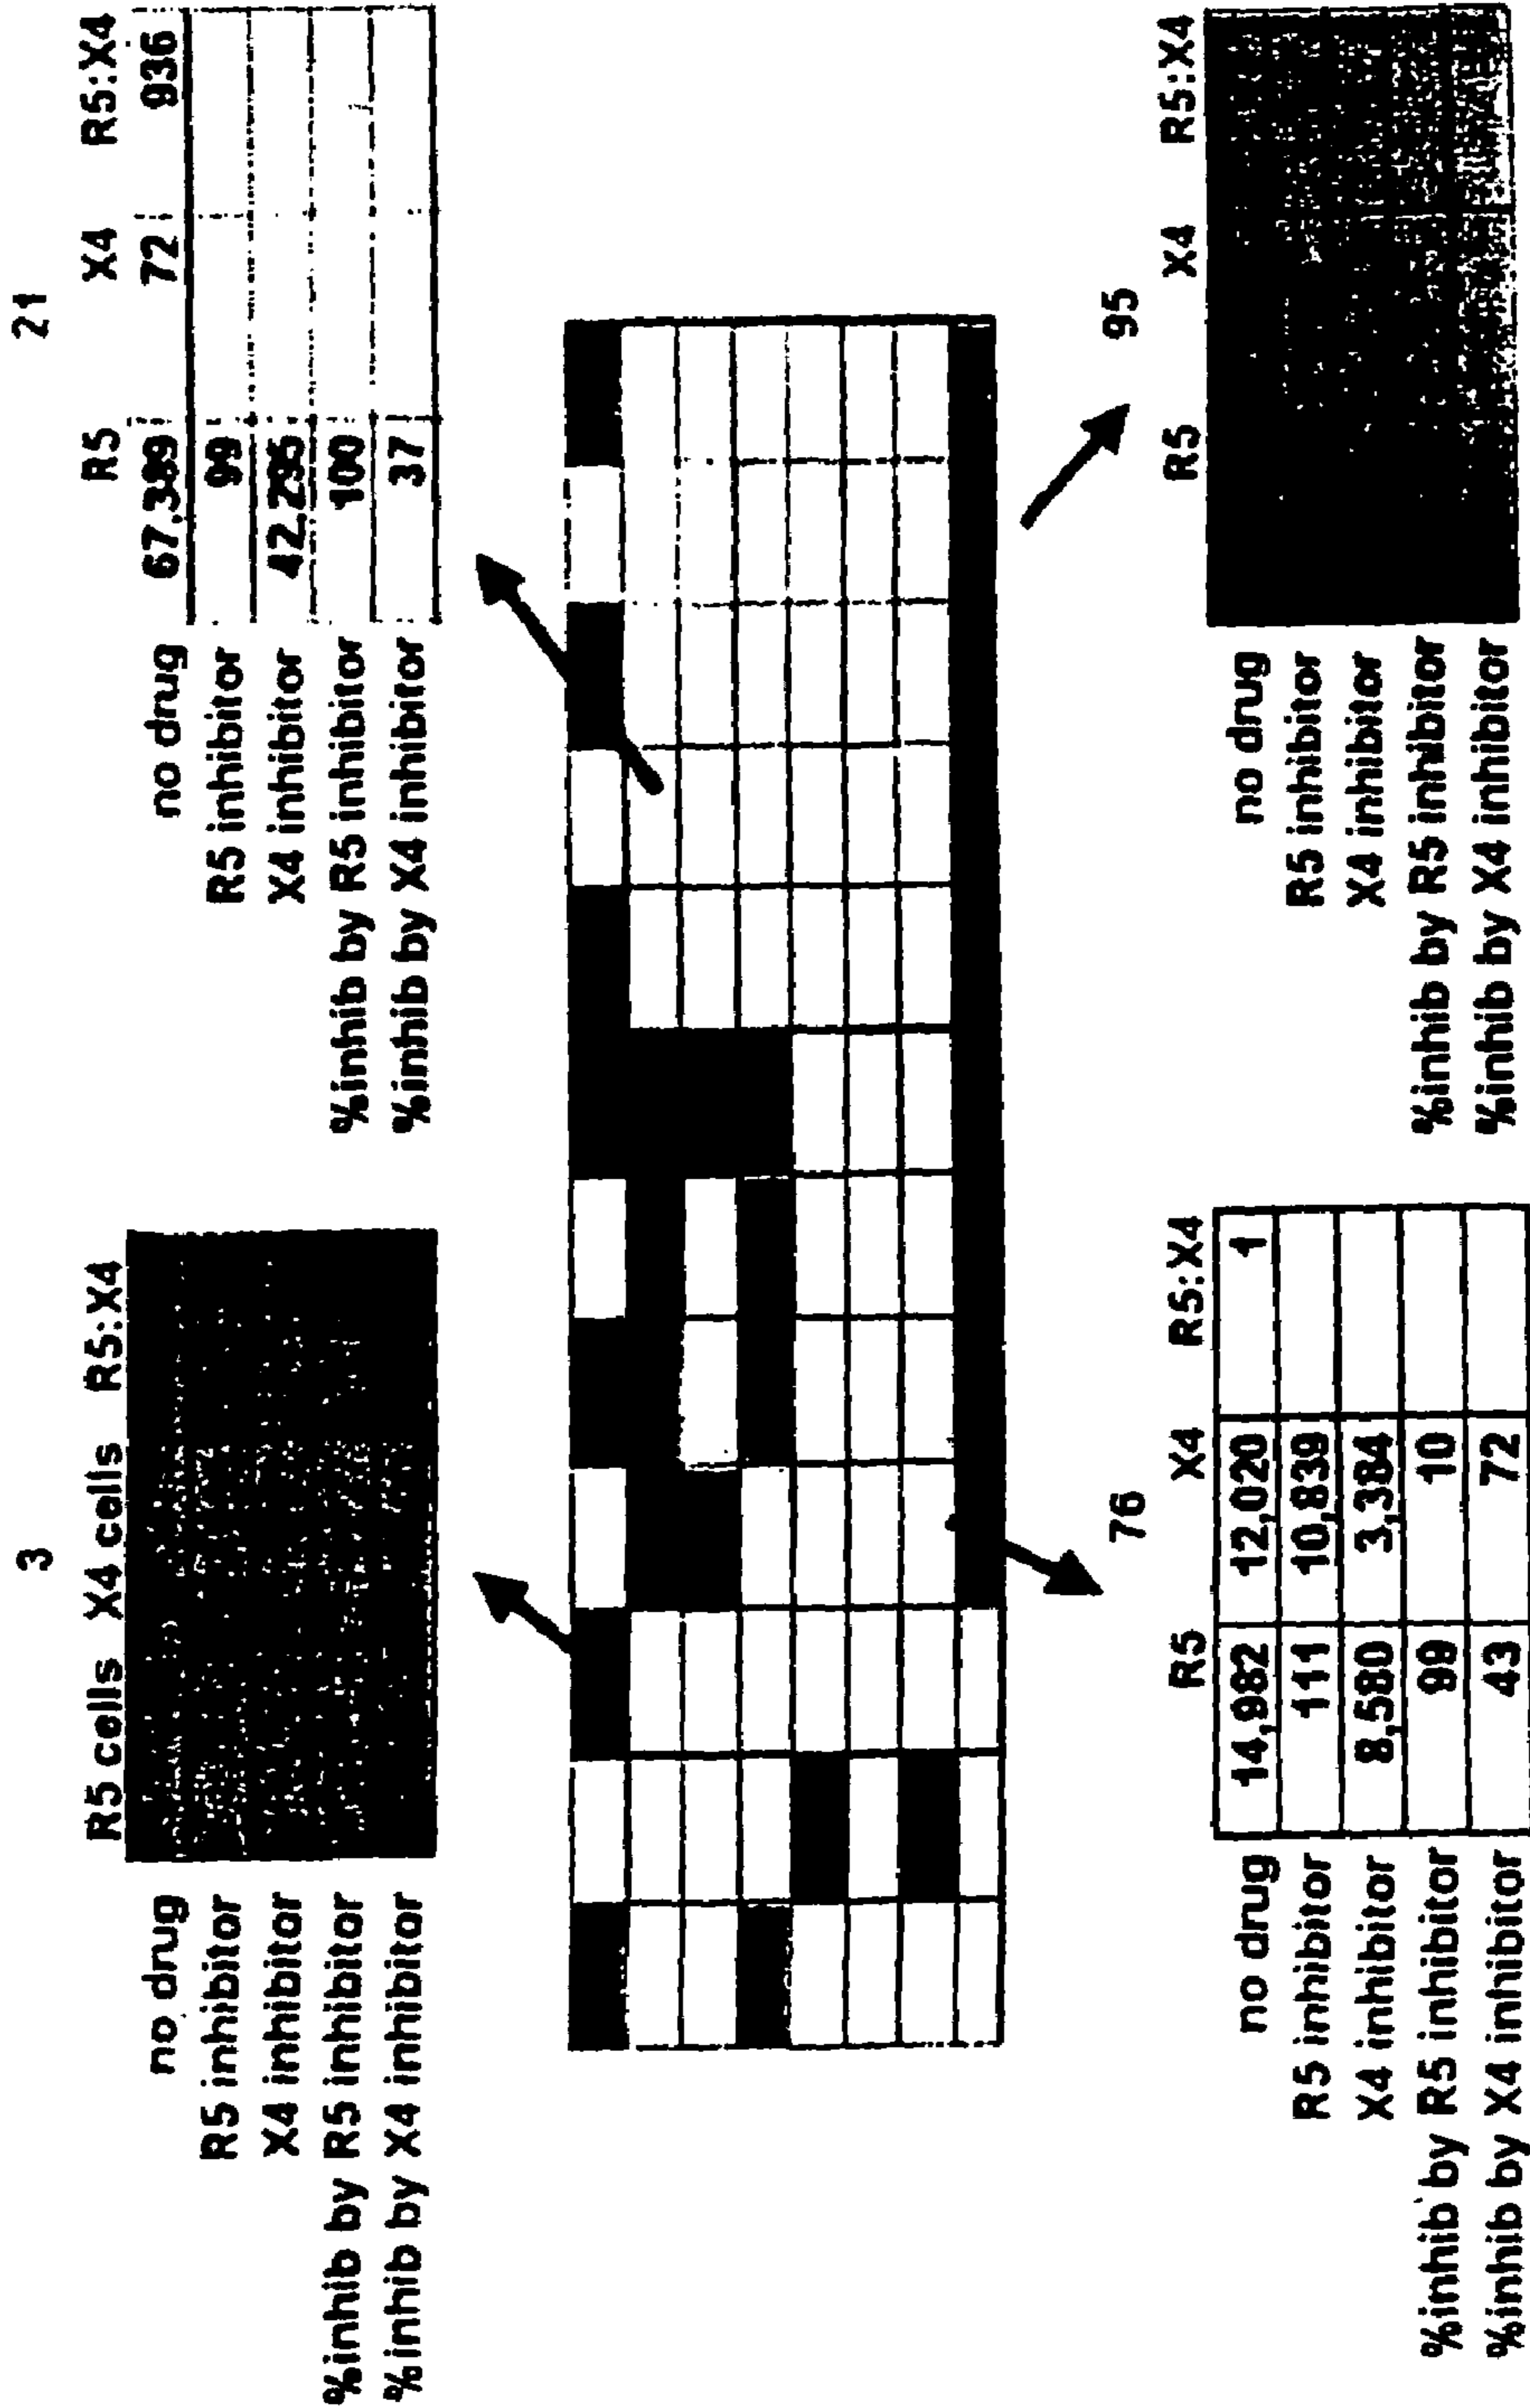 3
R5 cells X4 cells R5:X4
no drug
R5 inhibitor
X4 inhibitor
%inhib by R5 inhibitor
%inhib by X4 inhibitor
21
R5 X4 R5:X4
no drug 67,389 72 936
R5 inhibitor 99
X4 inhibitor 42,295
%inhib by R5 inhibitor 100
%inhib by X4 inhibitor 37
76
R5 X4 R5:X4
no drug 14,982 12,020 1
R5 inhibitor 111 10,839
X4 inhibitor 8,580 3,384
%inhib by R5 inhibitor 99 10
%inhib by X4 inhibitor 43 72
95
R5 X4 R5:X4
no drug
R5 inhibitor
X4 inhibitor
%inhib by R5 inhibitor
%inhib by X4 inhibitor